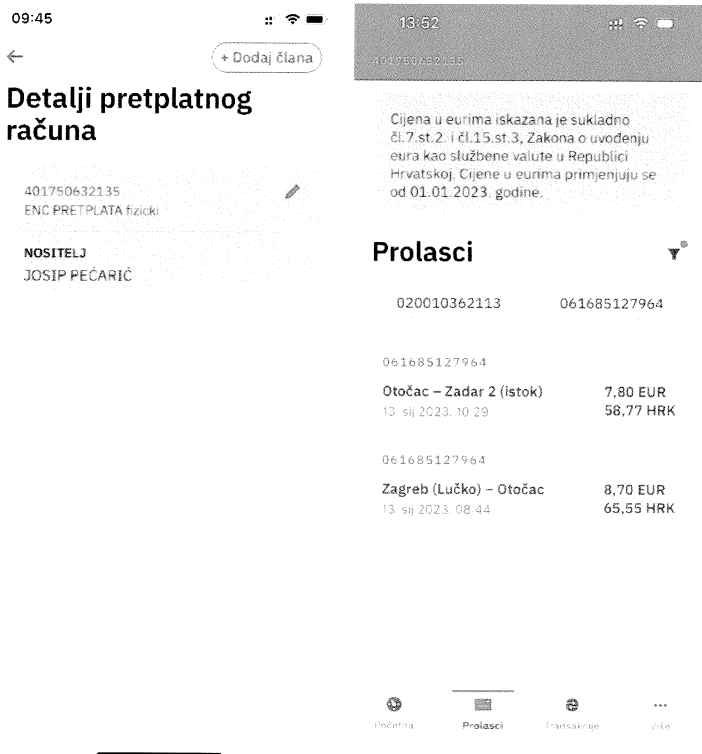 09:45
+ Dodaj člana
Detalji pretplatnog
računa
401750632135
ENC PRETPLATA fizicki
NOSITELJ
JOSIP PEĆARIĆ
13:52
401750632135
Cijena u eurima iskazana je sukladno
čl.7.st.2. i čl.15.st.3, Zakona o uvođenju
eura kao službene valute u Republici
Hrvatskoj. Cijene u eurima primjenjuju se
od 01.01.2023. godine.
Prolasci
020010362113 061685127964
061685127964
Otočac – Zadar 2 (istok) 7,80 EUR
13. sij 2023. 10:29 58,77 HRK
061685127964
Zagreb (Lučko) – Otočac 8,70 EUR
13. sij 2023. 08:44 65,55 HRK
Početna Prolasci Transakcije Više